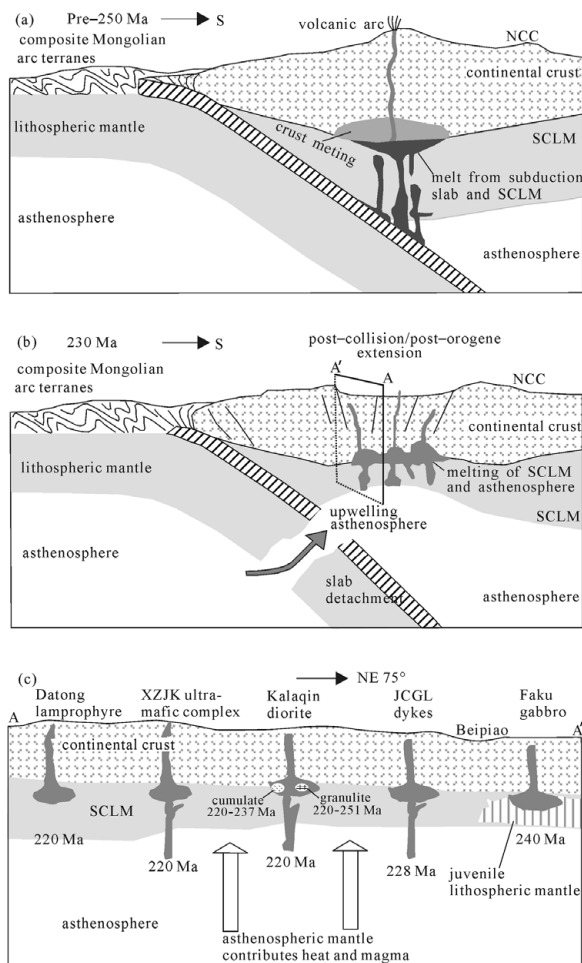 (a) Pre-250 Ma
S
composite Mongolian
arc terranes
volcanic arc
NCC
continental crust
lithospheric mantle
crust meting
SCLM
melt from subduction
slab and SCLM
asthenosphere
asthenosphere
(b) 230 Ma
S
post-collision/post-orogene
extension
composite Mongolian
arc terranes
A' A
NCC
continental crust
lithospheric mantle
melting of SCLM
and asthenosphere
upwelling
asthenosphere
SCLM
asthenosphere
slab
detachment
asthenosphere
(c)
NE 75°
Datong
lamprophyre
XZJK ultra-
mafic complex
Kalaqin
diorite
JCGL
dykes
Faku
gabbro
A
Beipiao
A'
continental crust
SCLM
cumulate
220-237 Ma
granulite
220-251 Ma
220 Ma
220 Ma
220 Ma
228 Ma
240 Ma
juvenile
lithospheric mantle
asthenosphere
asthenospheric mantle
contributes heat and magma